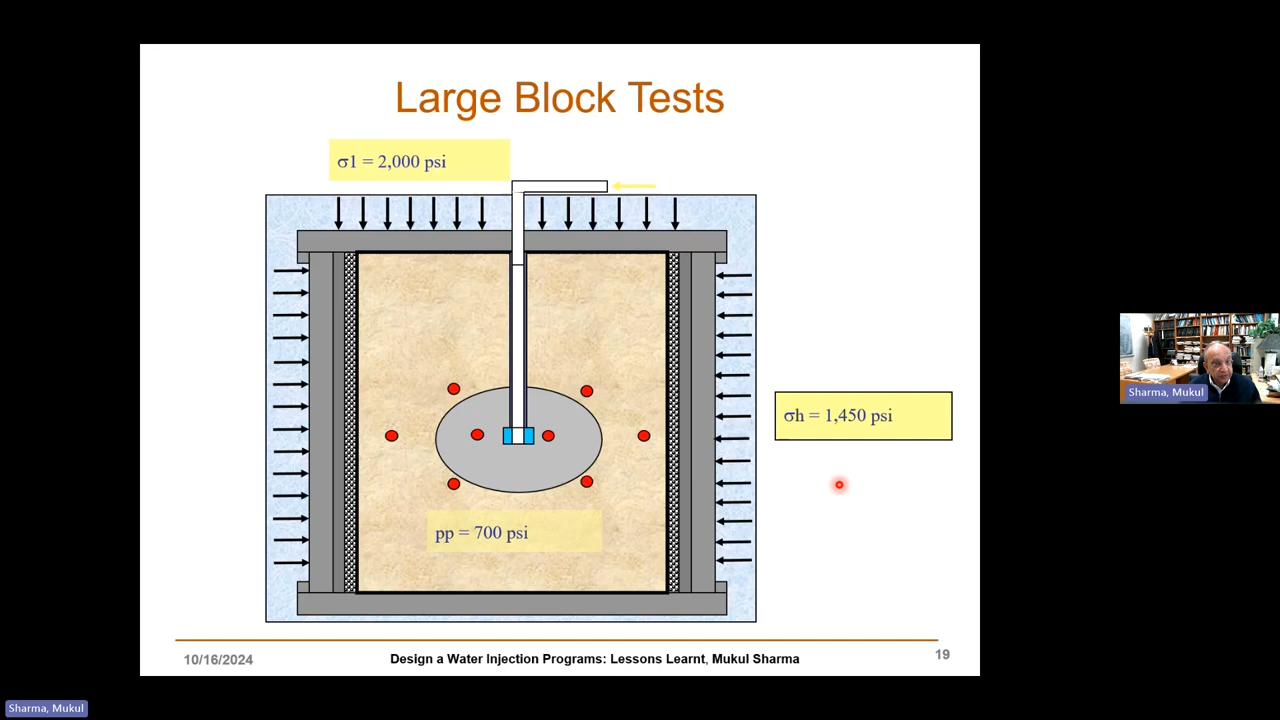 Large Block Tests
σ1 = 2,000 psi
σh = 1,450 psi
pp = 700 psi
10/16/2024
Design a Water Injection Programs: Lessons Learnt, Mukul Sharma
19
Sharma, Mukul
Sharma, Mukul